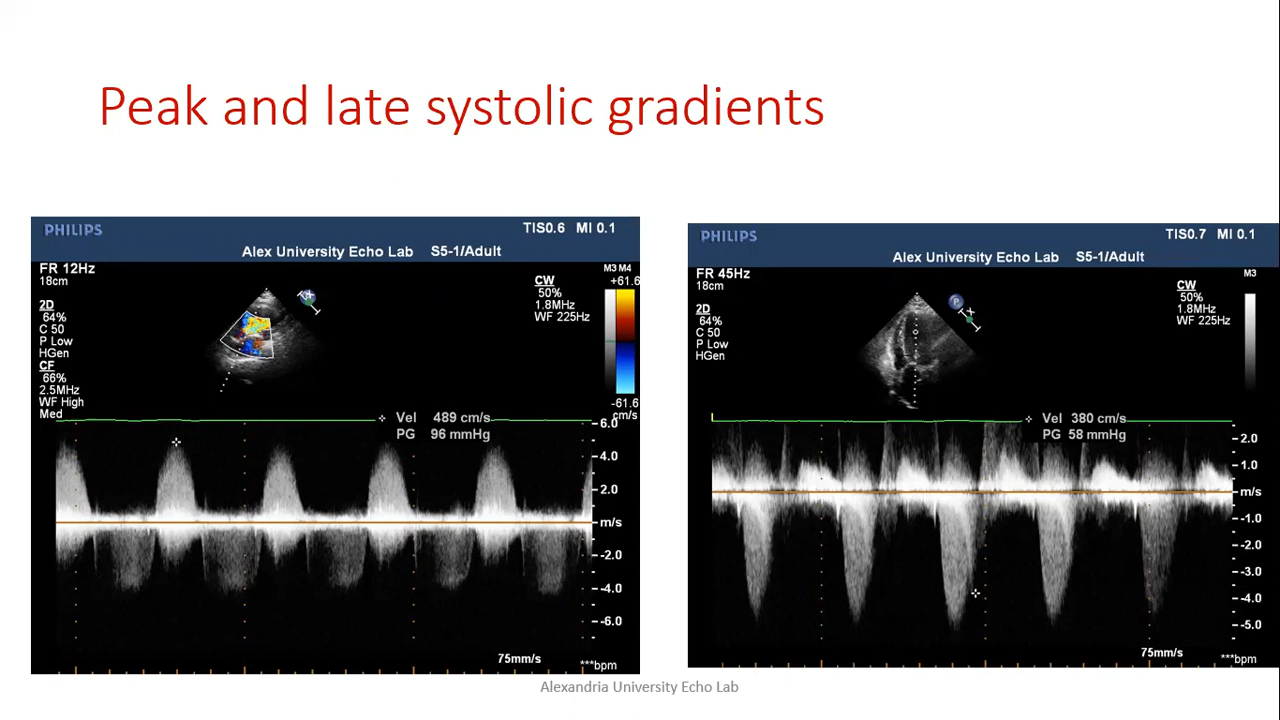 Peak and late systolic gradients
PHILIPS
TIS0.6 MI 0.1
Alex University Echo Lab S5-1/Adult
FR 12Hz
18cm
2D
64%
C 50
P Low
HGen
CF
66%
2.5MHz
WF High
Med
CW
50%
1.8MHz
WF 225Hz
M3 M4
+61.6
-61.6
cm/s
Vel 489 cm/s
PG 96 mmHg
6.0
4.0
2.0
m/s
-2.0
-4.0
-6.0
75mm/s
***bpm
PHILIPS
TIS0.7 MI 0.1
Alex University Echo Lab S5-1/Adult
FR 45Hz
18cm
2D
64%
C 50
P Low
HGen
P
CW
50%
1.8MHz
WF 225Hz
M3
Vel 380 cm/s
PG 58 mmHg
2.0
1.0
m/s
-1.0
-2.0
-3.0
-4.0
-5.0
75mm/s
***bpm
Alexandria University Echo Lab